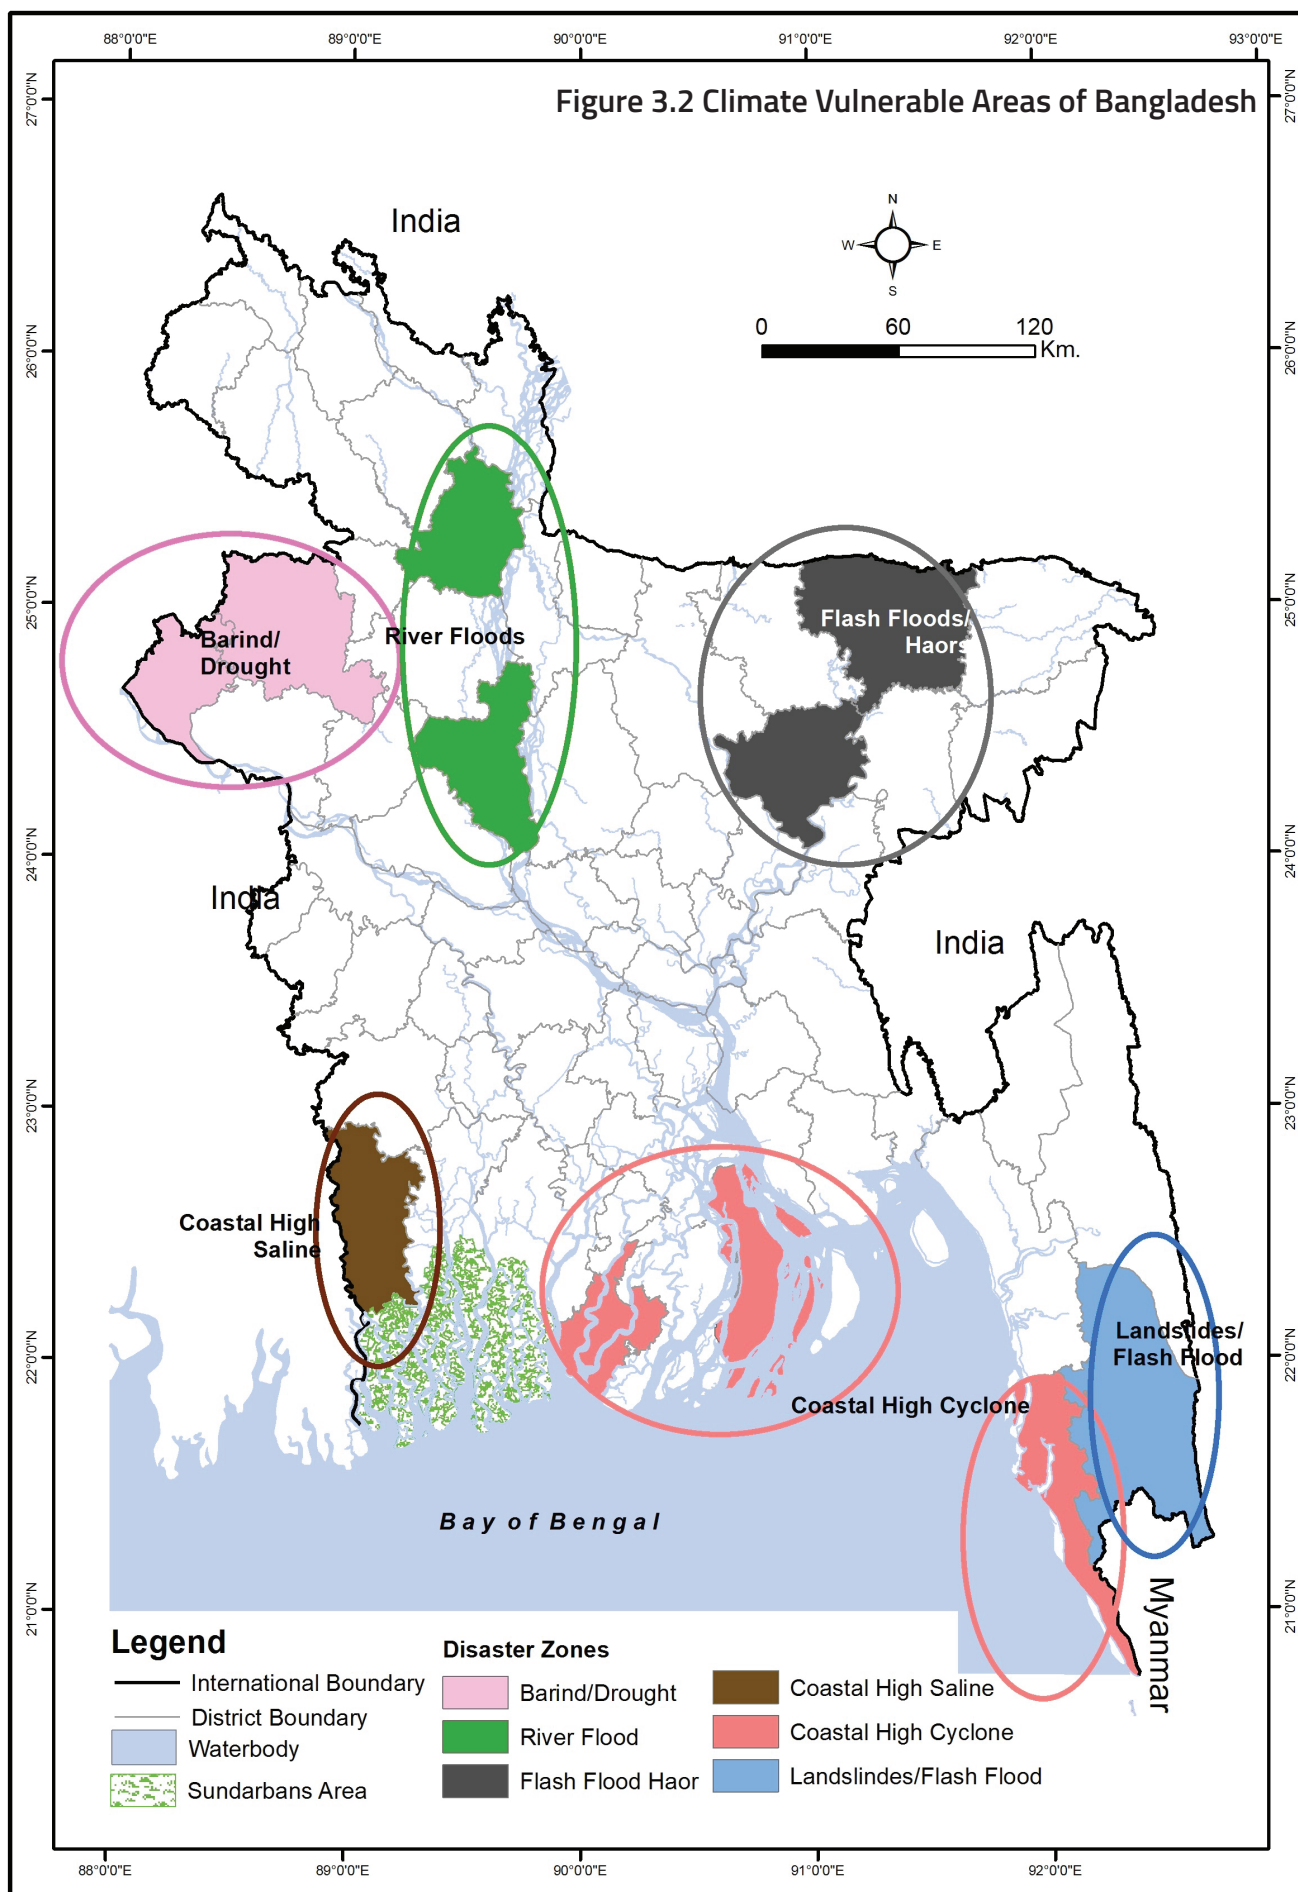 88°0'0"E 89°0'0"E 90°0'0"E 91°0'0"E 92°0'0"E 93°0'0"E
27°0'0"N
27°0'0"N
Figure 3.2 Climate Vulnerable Areas of Bangladesh
India
N
W E
S
0 60 120
Km.
26°0'0"N
26°0'0"N
25°0'0"N
25°0'0"N
Barind/
Drought
River Floods
Flash Floods/
Haors
24°0'0"N
24°0'0"N
India
India
23°0'0"N
23°0'0"N
Coastal High
Saline
Landslides/
Flash Flood
22°0'0"N
22°0'0"N
Coastal High Cyclone
Bay of Bengal
Myanmar
21°0'0"N
21°0'0"N
Legend
International Boundary
District Boundary
Waterbody
Sundarbans Area
Disaster Zones
Barind/Drought
River Flood
Flash Flood Haor
Coastal High Saline
Coastal High Cyclone
Landslindes/Flash Flood
88°0'0"E 89°0'0"E 90°0'0"E 91°0'0"E 92°0'0"E